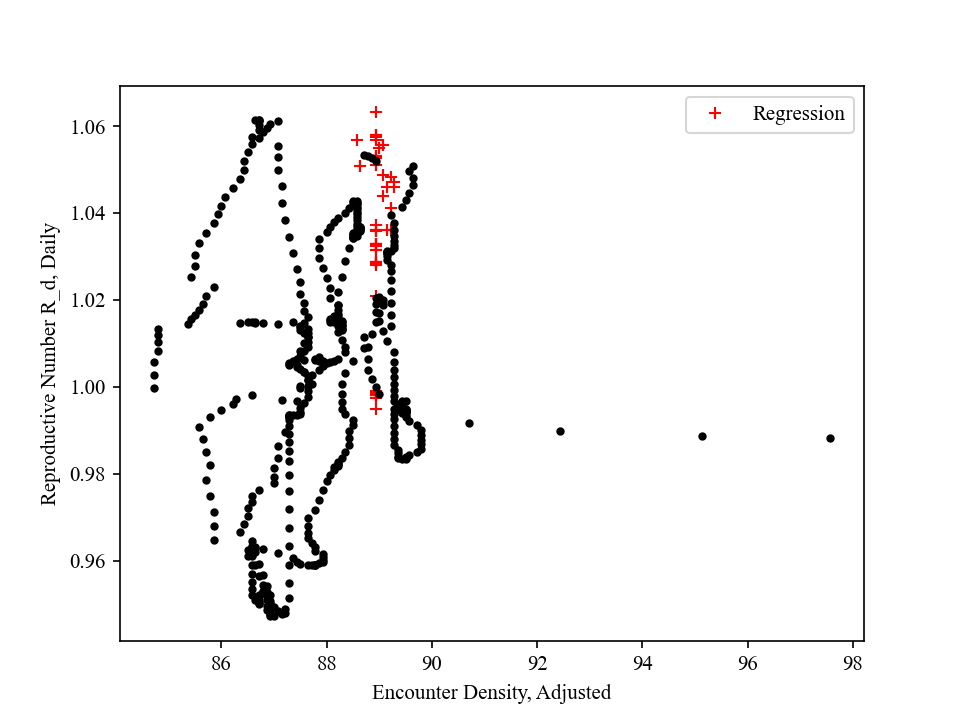 Regression
1.06
1.04
1.02
1.00
0.98
0.96
Reproductive Number R_d, Daily
86 88 90 92 94 96 98
Encounter Density, Adjusted